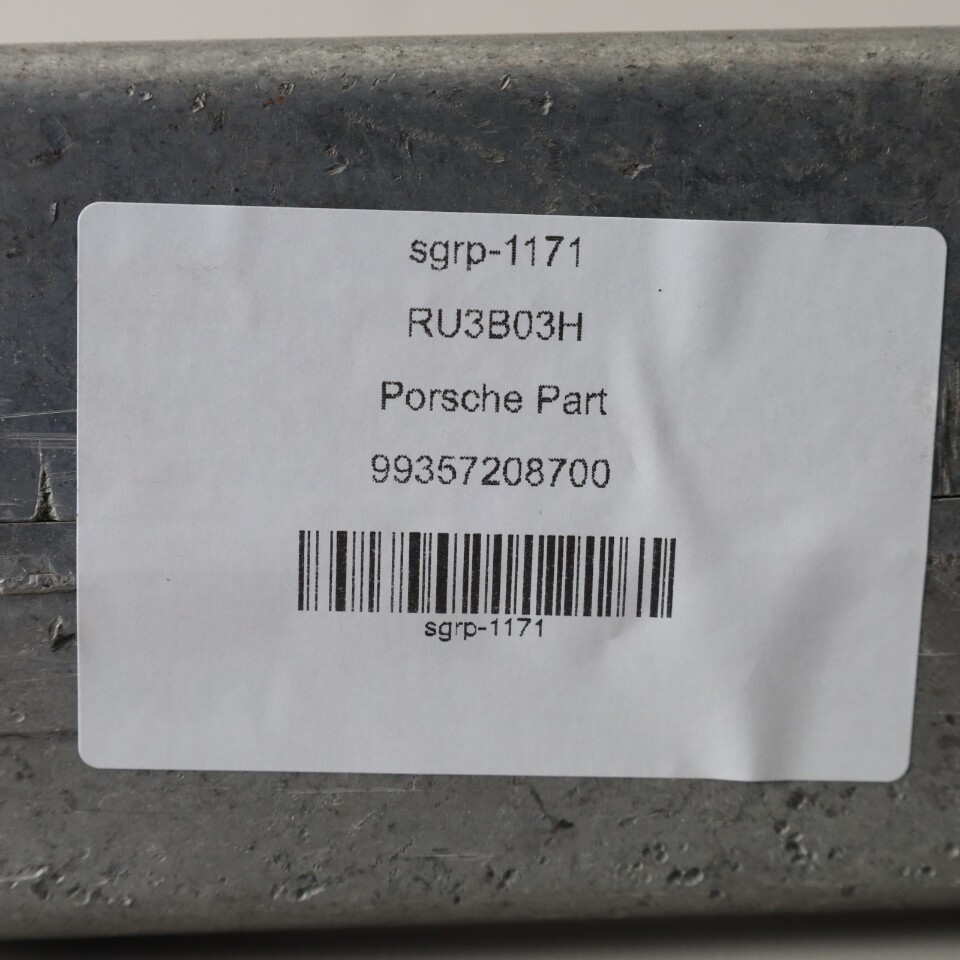 sgrp-1171
RU3B03H
Porsche Part
99357208700
sgrp-1171